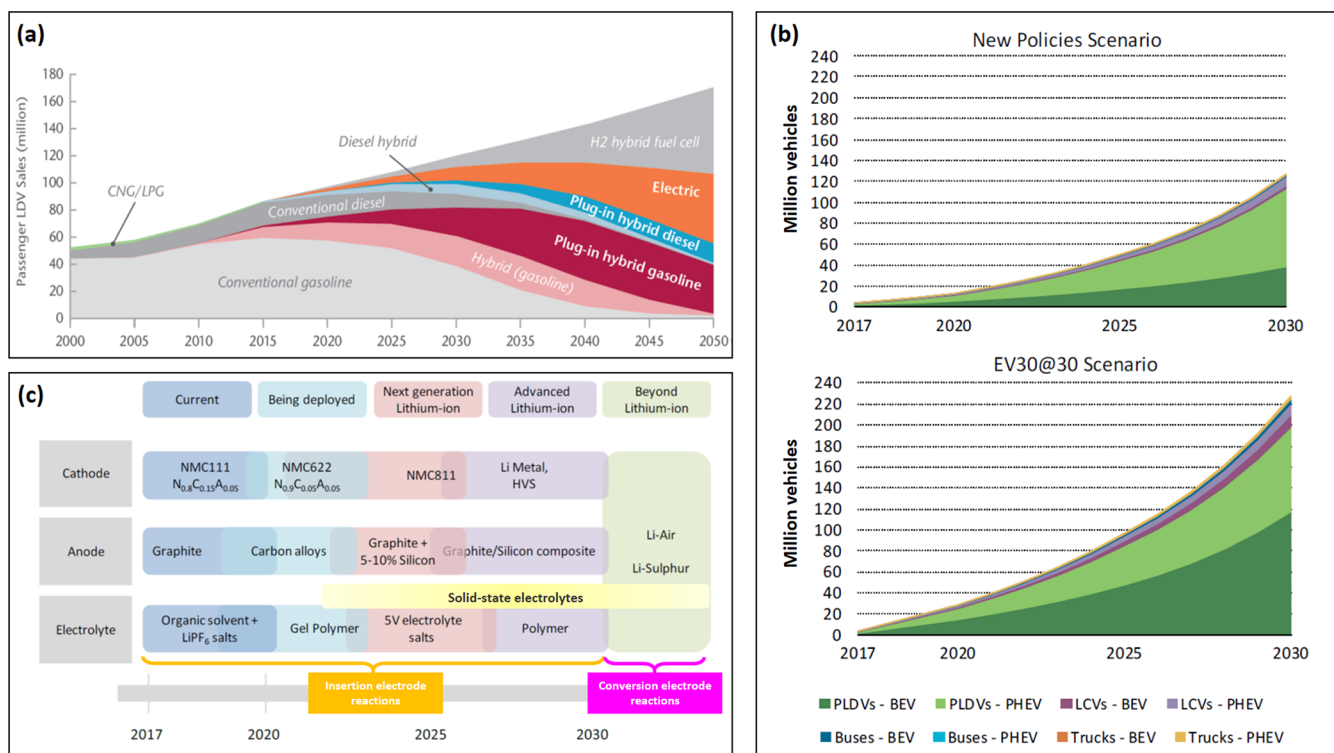 (a)
Passenger LDV Sales (million)
180
160
140
120
100
80
60
40
20
0
2000 2005 2010 2015 2020 2025 2030 2035 2040 2045 2050
CNG/LPG
Diesel hybrid
H2 hybrid fuel cell
Electric
Plug-in hybrid diesel
Conventional diesel
Plug-in hybrid gasoline
Hybrid (gasoline)
Conventional gasoline
(b)
New Policies Scenario
Million vehicles
240
220
200
180
160
140
120
100
80
60
40
20
0
2017 2020 2025 2030
EV30@30 Scenario
Million vehicles
240
220
200
180
160
140
120
100
80
60
40
20
0
2017 2020 2025 2030
PLDVs - BEV PLDVs - PHEV LCVs - BEV LCVs - PHEV
Buses - BEV Buses - PHEV Trucks - BEV Trucks - PHEV
(c)
Current
Being deployed
Next generation
Lithium-ion
Advanced
Lithium-ion
Beyond
Lithium-ion
Cathode
NMC111
N0.8C0.15A0.05
NMC622
N0.9C0.05A0.05
NMC811
Li Metal,
HVS
Anode
Graphite
Carbon alloys
Graphite +
5-10% Silicon
Graphite/Silicon composite
Li-Air
Li-Sulphur
Solid-state electrolytes
Electrolyte
Organic solvent +
LiPF6 salts
Gel Polymer
5V electrolyte
salts
Polymer
Insertion electrode
reactions
Conversion electrode
reactions
2017 2020 2025 2030